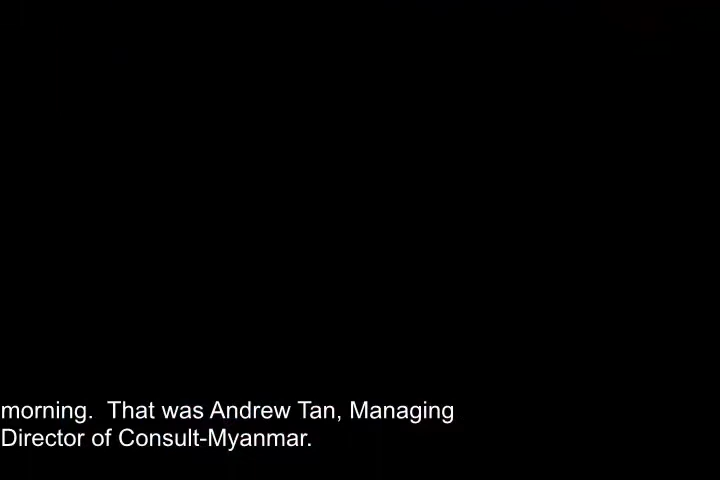 morning.  That was Andrew Tan, Managing
Director of Consult-Myanmar.